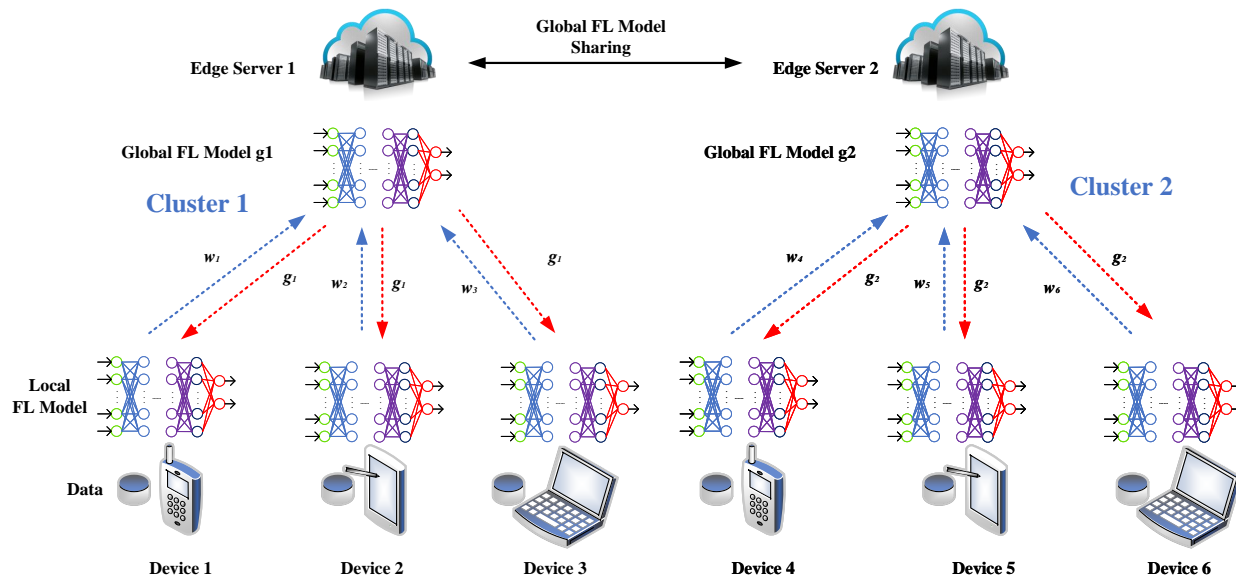 Global FL Model
Sharing
Edge Server 1
Edge Server 2
Global FL Model g1
Global FL Model g2
Cluster 1
Cluster 2
w₁
g₁
w₂
g₁
w₃
g₁
w₄
g₂
w₅
g₂
w₆
g₂
Local
FL Model
Data
Device 1
Device 2
Device 3
Device 4
Device 5
Device 6